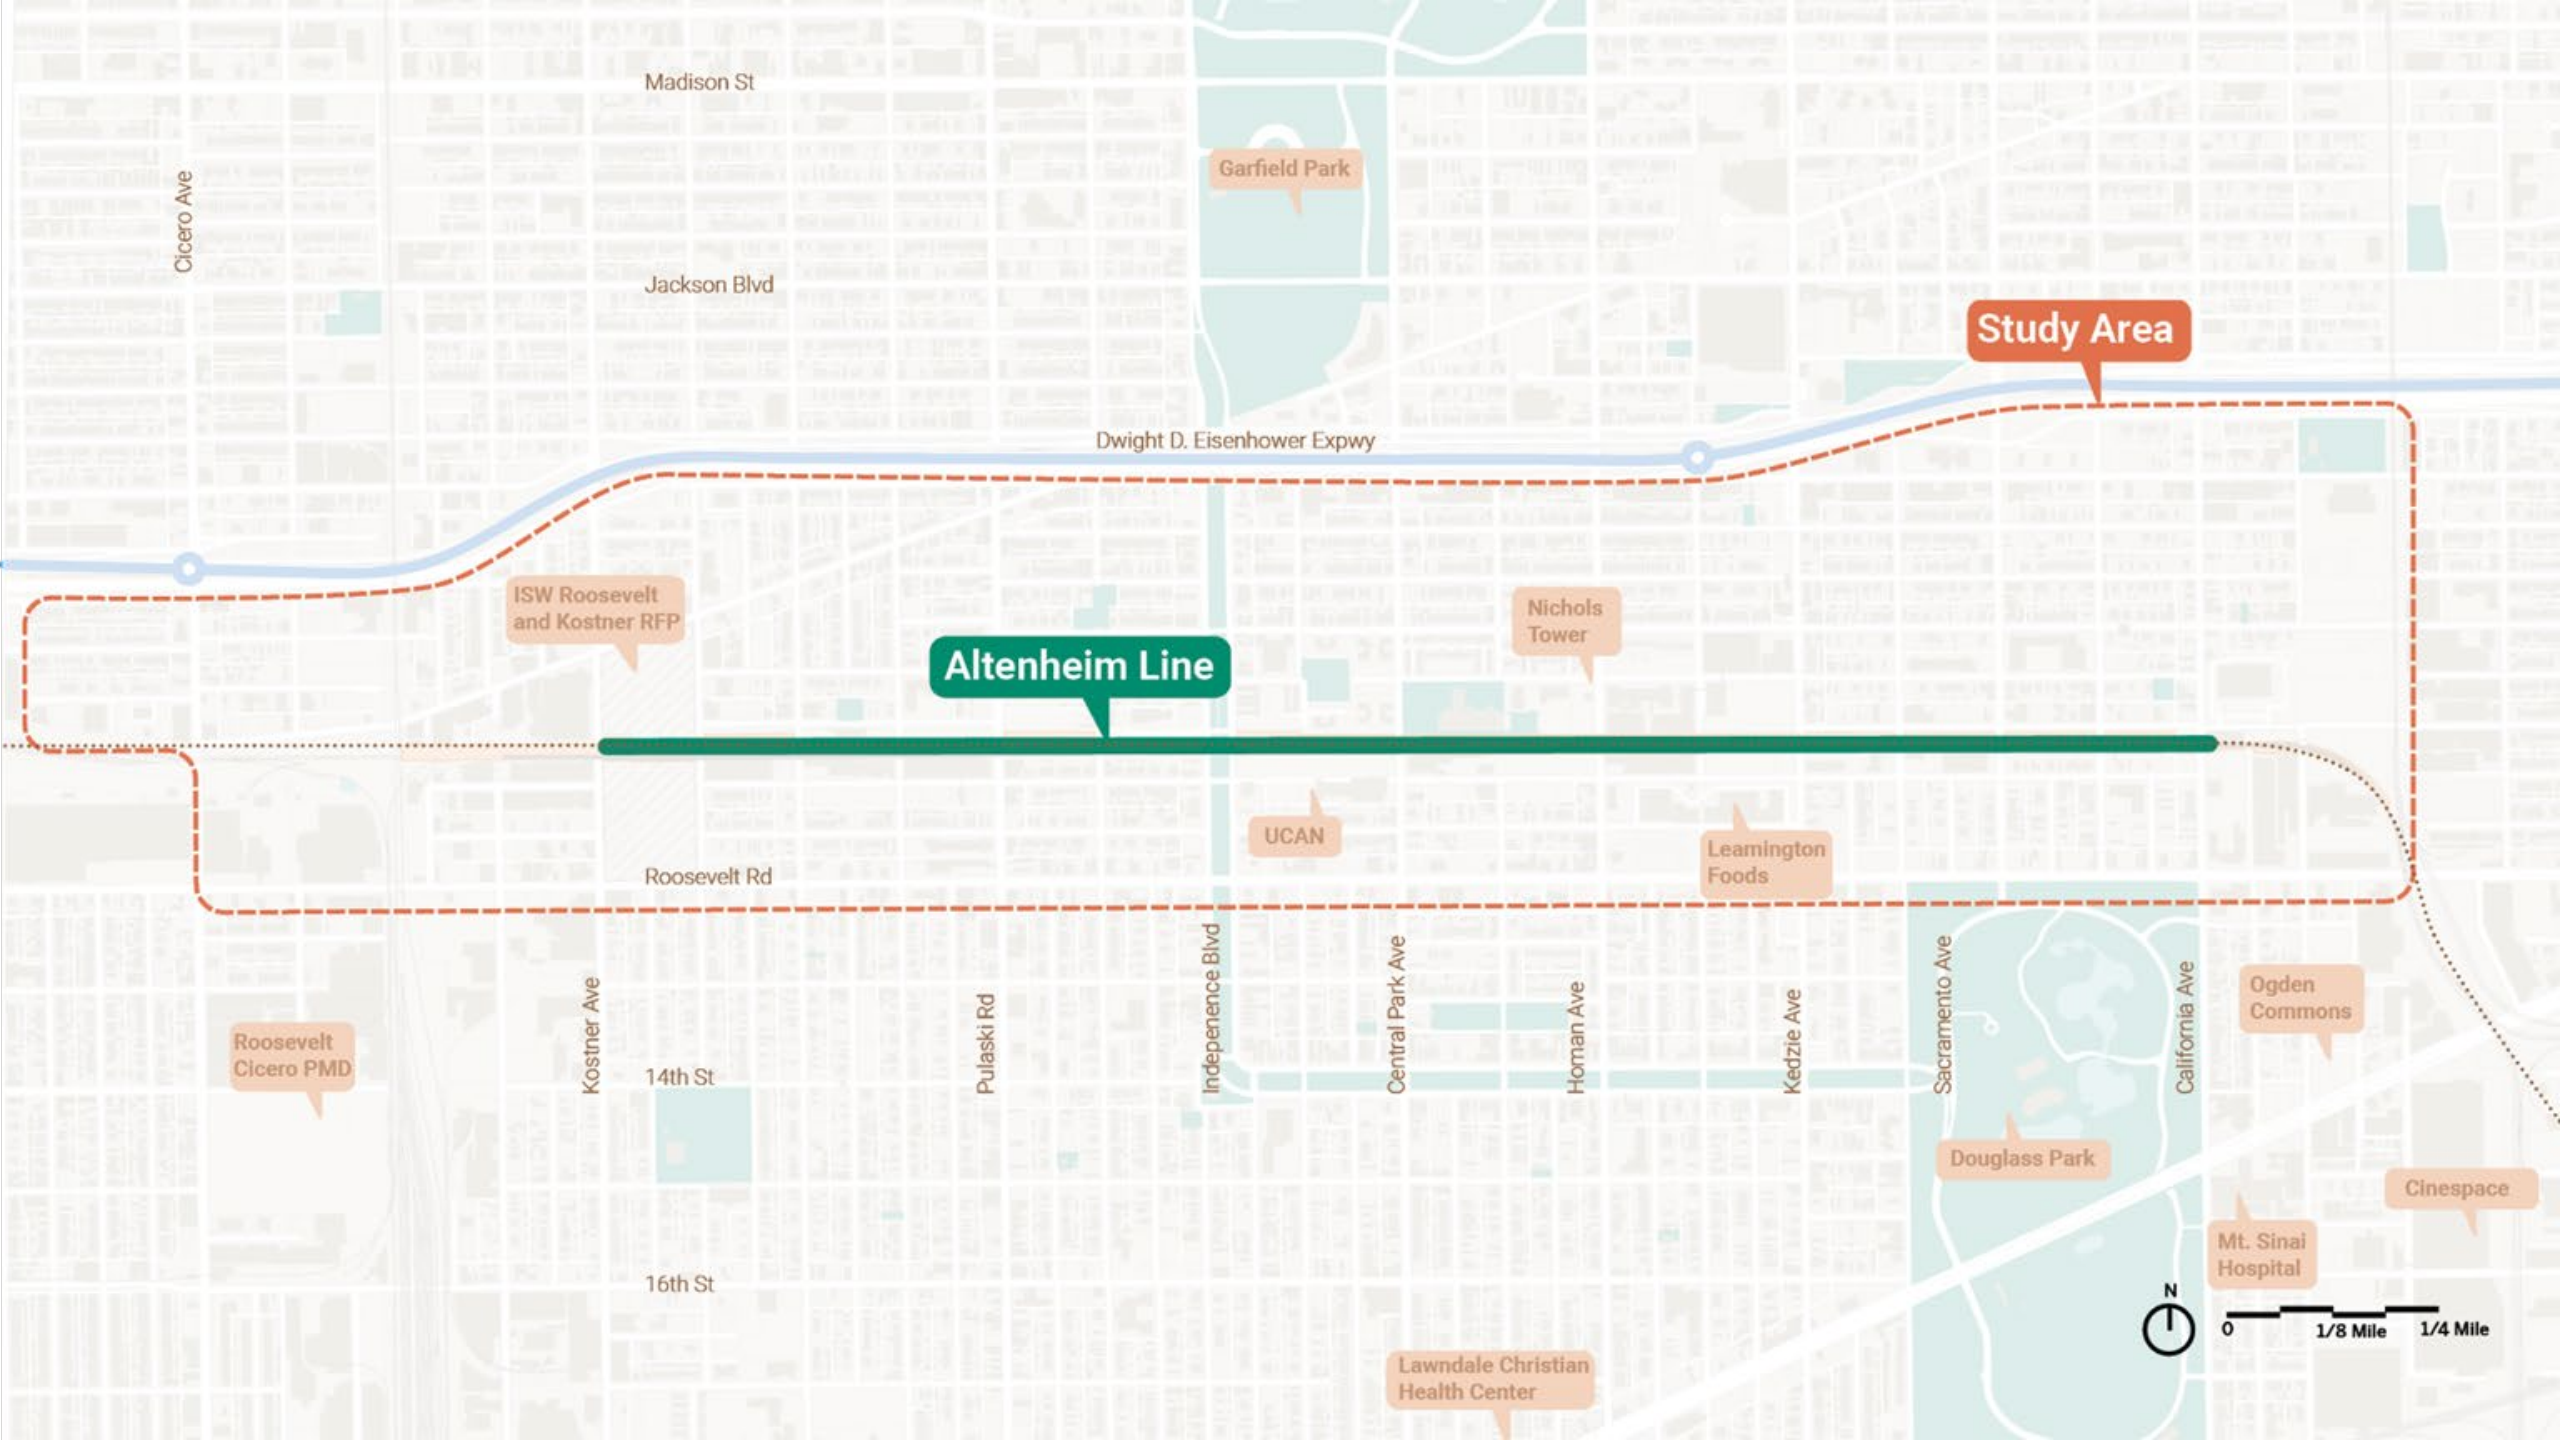 Madison St
Garfield Park
Cicero Ave
Jackson Blvd
Study Area
Dwight D. Eisenhower Expwy
ISW Roosevelt
and Kostner RFP
Nichols
Tower
Altenheim Line
UCAN
Leamington
Foods
Roosevelt Rd
Kostner Ave
Pulaski Rd
Indepenence Blvd
Central Park Ave
Homan Ave
Kedzie Ave
Sacramento Ave
California Ave
Ogden
Commons
Roosevelt
Cicero PMD
14th St
Douglass Park
Cinespace
Mt. Sinai
Hospital
16th St
N
0 1/8 Mile 1/4 Mile
Lawndale Christian
Health Center